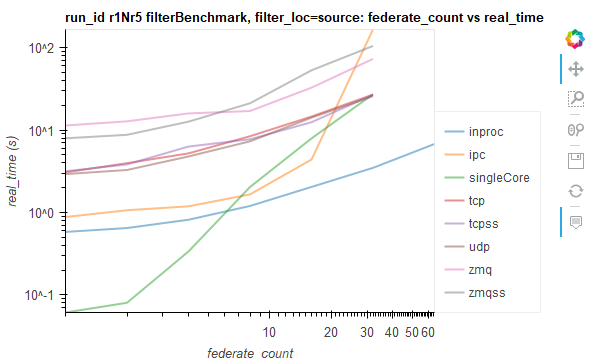 run_id r1Nr5 filterBenchmark, filter_loc=source: federate_count vs real_time
10^2
10^1
10^0
10^-1
real_time (s)
10
20
30
40
50
60
federate_count
inproc
ipc
singleCore
tcp
tcpss
udp
zmq
zmqss